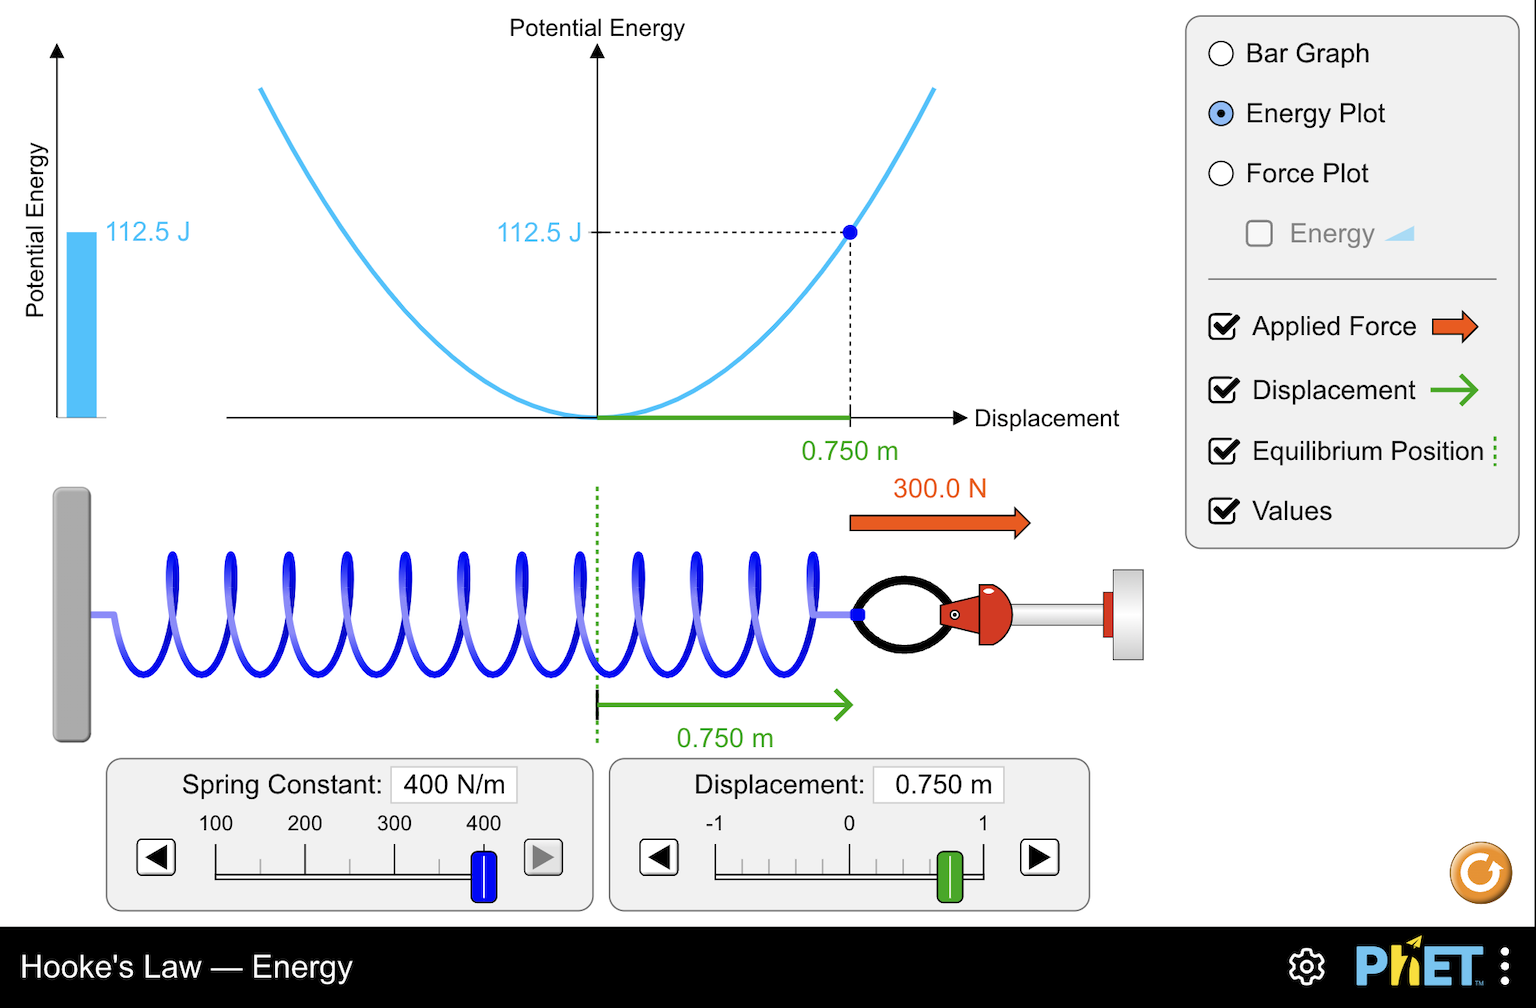 Potential Energy
Potential Energy
112.5 J
112.5 J
Displacement
0.750 m
Bar Graph
Energy Plot
Force Plot
Energy
Applied Force
Displacement
Equilibrium Position
Values
300.0 N
0.750 m
Spring Constant: 400 N/m
100 200 300 400
Displacement: 0.750 m
-1 0 1
Hooke's Law — Energy
PhET™